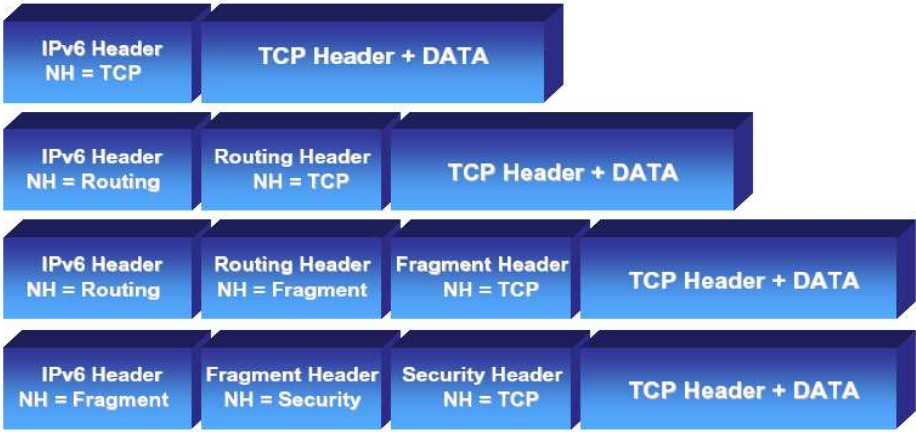 IPv6 Header
NH = TCP
TCP Header + DATA
IPv6 Header
NH = Routing
Routing Header
NH = TCP
TCP Header + DATA
IPv6 Header
NH = Routing
Routing Header
NH = Fragment
Fragment Header
NH = TCP
TCP Header + DATA
IPv6 Header
NH = Fragment
Fragment Header
NH = Security
Security Header
NH = TCP
TCP Header + DATA